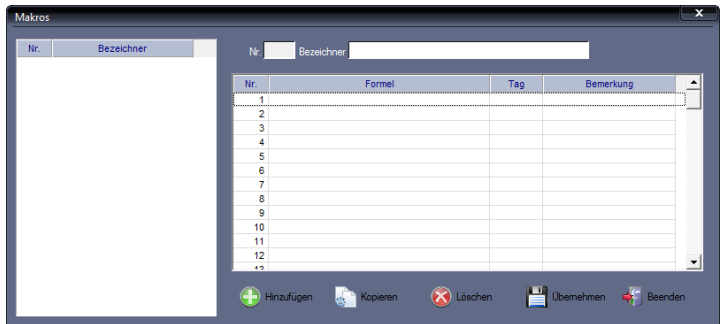 Makros
x
Nr. Bezeichner
Nr. Bezeichner
Nr. Formel Tag Bemerkung
1
2
3
4
5
6
7
8
9
10
11
12
13
Hinzufügen Kopieren Löschen Übernehmen Beenden